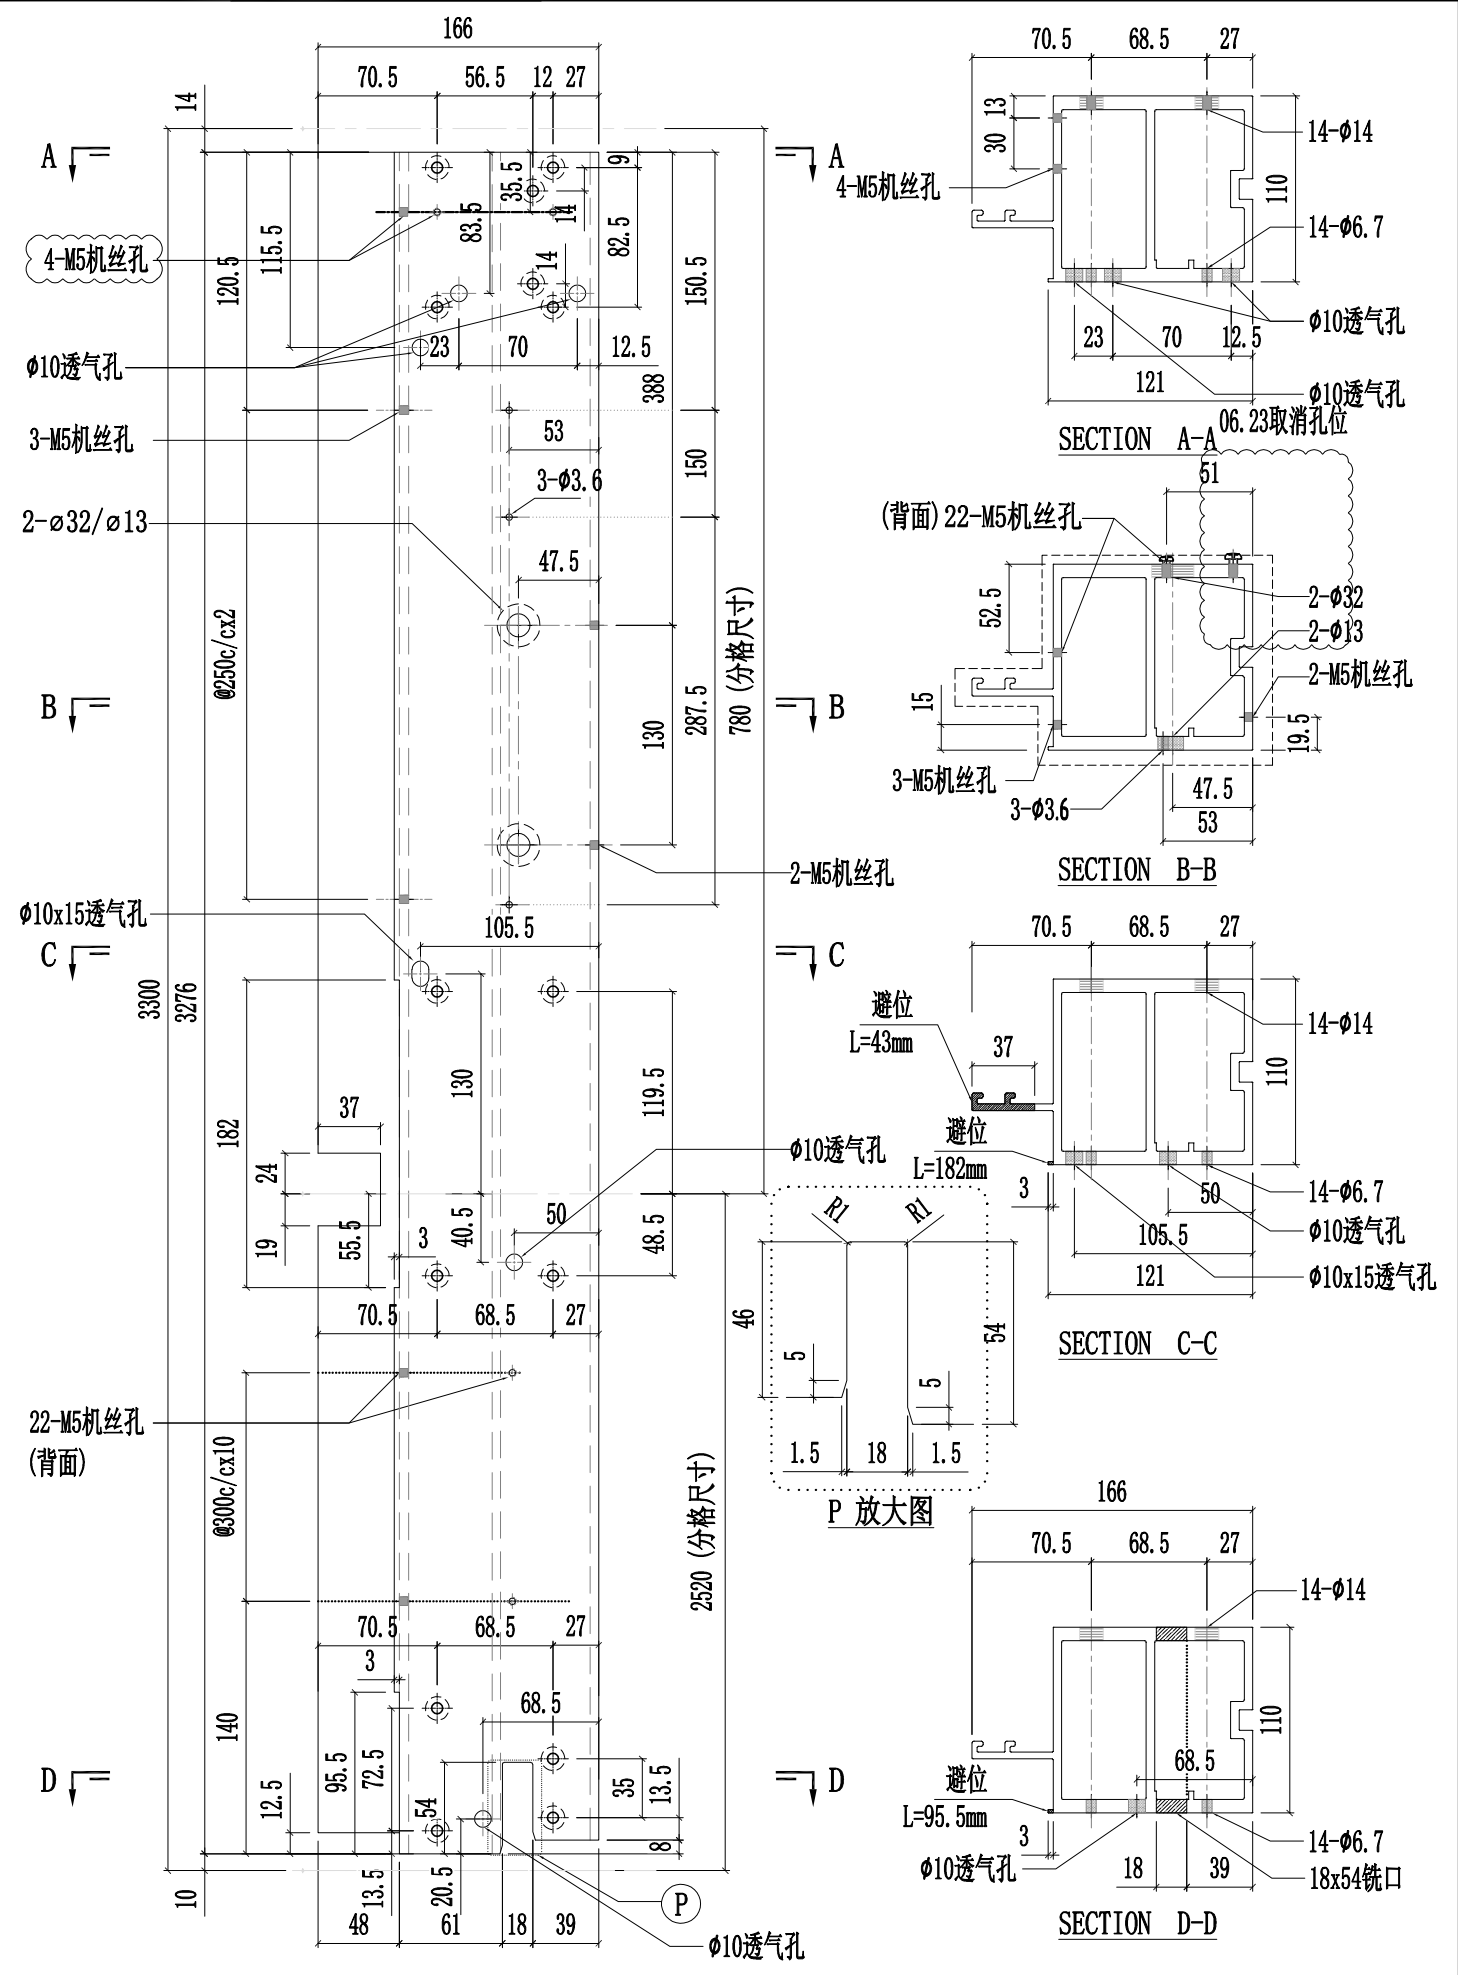 166
70.5
56.5
12
27
14
A
A
9
35.5
14
83.5
82.5
4-M5机丝孔
115.5
120.5
14
150.5
ϕ10透气孔
23
70
12.5
388
3-M5机丝孔
53
150
3-ϕ3.6
2-⌀32/⌀13
47.5
780 (分格尺寸)
@250c/cx2
287.5
B
B
130
2-M5机丝孔
ϕ10x15透气孔
105.5
C
C
3300
3276
130
119.5
37
182
ϕ10透气孔
24
50
19
55.5
3
40.5
48.5
70.5
68.5
27
22-M5机丝孔
(背面)
@300c/cx10
2520 (分格尺寸)
70.5
68.5
27
3
68.5
140
D
D
95.5
72.5
12.5
54
35
13.5
8
10
13.5
20.5
P
48
61
18
39
ϕ10透气孔
70.5
68.5
27
13
30
14-ϕ14
4-M5机丝孔
110
14-ϕ6.7
ϕ10透气孔
23
70
12.5
121
ϕ10透气孔
06.23取消孔位
SECTION A-A
51
(背面)22-M5机丝孔
52.5
2-ϕ32
2-ϕ13
2-M5机丝孔
15
19.5
3-M5机丝孔
47.5
3-ϕ3.6
53
SECTION B-B
70.5
68.5
27
避位
L=43mm
14-ϕ14
37
110
避位
L=182mm
3
14-ϕ6.7
50
ϕ10透气孔
105.5
121
ϕ10x15透气孔
SECTION C-C
R1
R1
46
54
5
5
1.5
18
1.5
P 放大图
166
70.5
68.5
27
14-ϕ14
110
68.5
避位
L=95.5mm
3
14-ϕ6.7
ϕ10透气孔
18
39
18x54铣口
SECTION D-D